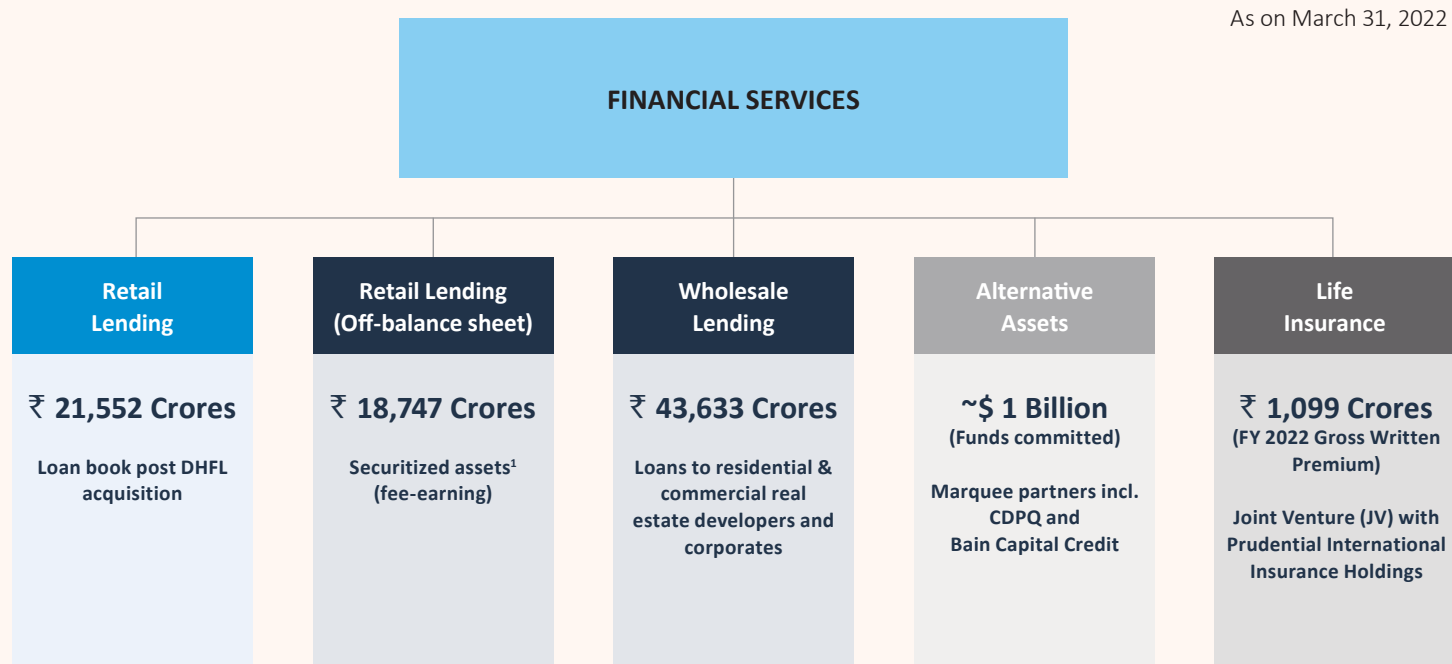 As on March 31, 2022
FINANCIAL SERVICES
Retail
Lending
₹ 21,552 Crores
Loan book post DHFL
acquisition
Retail Lending
(Off-balance sheet)
₹ 18,747 Crores
Securitized assets¹
(fee-earning)
Wholesale
Lending
₹ 43,633 Crores
Loans to residential &
commercial real
estate developers and
corporates
Alternative
Assets
~$ 1 Billion
(Funds committed)
Marquee partners incl.
CDPQ and
Bain Capital Credit
Life
Insurance
₹ 1,099 Crores
(FY 2022 Gross Written
Premium)
Joint Venture (JV) with
Prudential International
Insurance Holdings